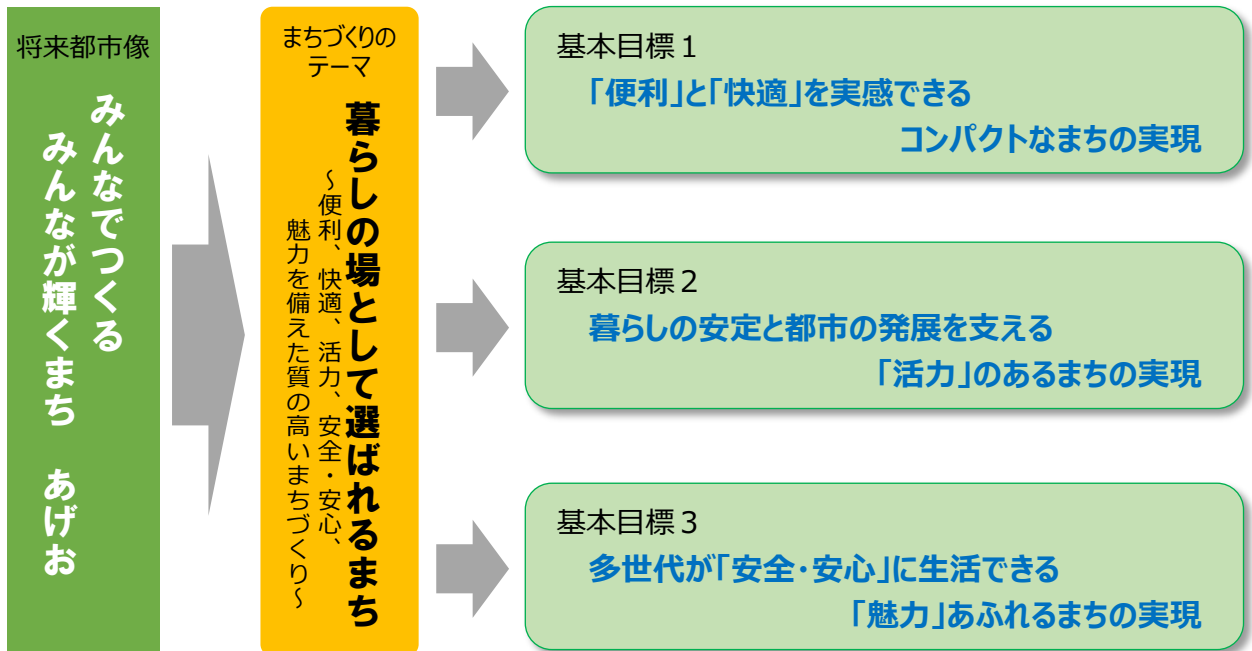 将来都市像
みんなでつくる
みんなが輝くまち　あげお
まちづくりの
テーマ
暮らしの場として選ばれるまち
～便利、快適、活力、安全・安心、
魅力を備えた質の高いまちづくり～
基本目標１
「便利」と「快適」を実感できる
コンパクトなまちの実現
基本目標２
暮らしの安定と都市の発展を支える
「活力」のあるまちの実現
基本目標３
多世代が「安全・安心」に生活できる
「魅力」あふれるまちの実現